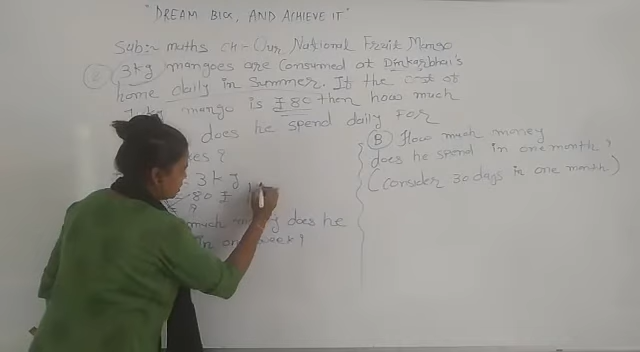 "DREAM BIG, AND ACHIEVE IT"
Sub:- maths CH:- Our National Fruit Mango
3kg mangoes are consumed at Dinkarbhai's
home daily in Summer. If the cost of
mango is ₹ 80 then how much
does he spend daily For
3 kg
80 ₹
?
much does he
In one week?
(B) How much money
does he spend in one month?
(Consider 30 days in one month)